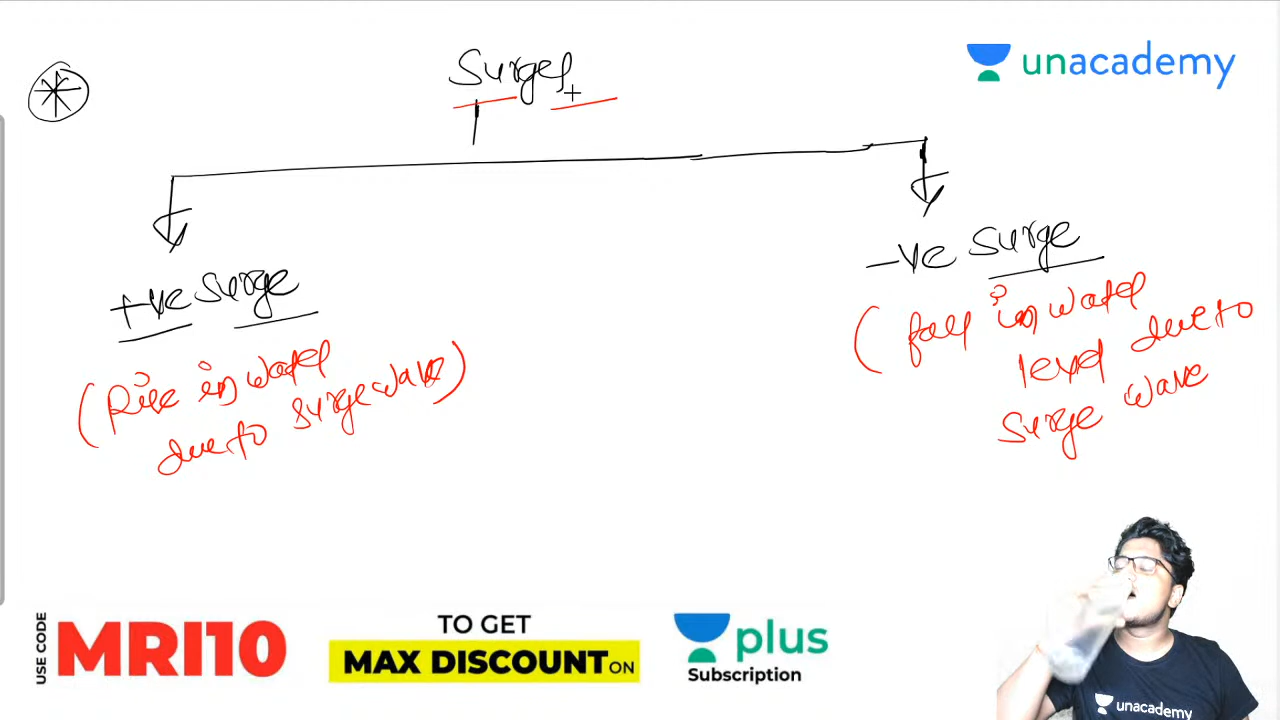 Surges
unacademy
+ve surge
(Rise in water
due to surge wave)
-ve surge
(fall in water
level due to
surge wave
USE CODE
MRI10
TO GET
MAX DISCOUNT ON
plus
Subscription
unacademy